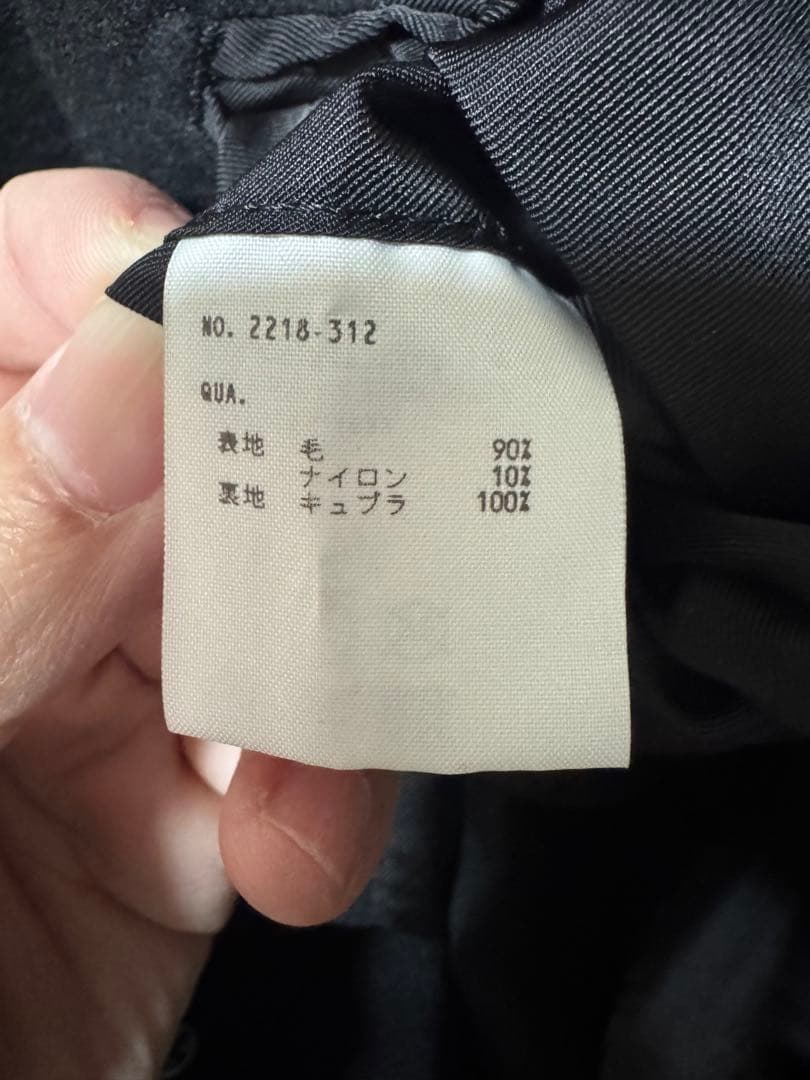 NO. 2218-312
QUA.
表地 毛 90%
ナイロン 10%
裏地 キュプラ 100%